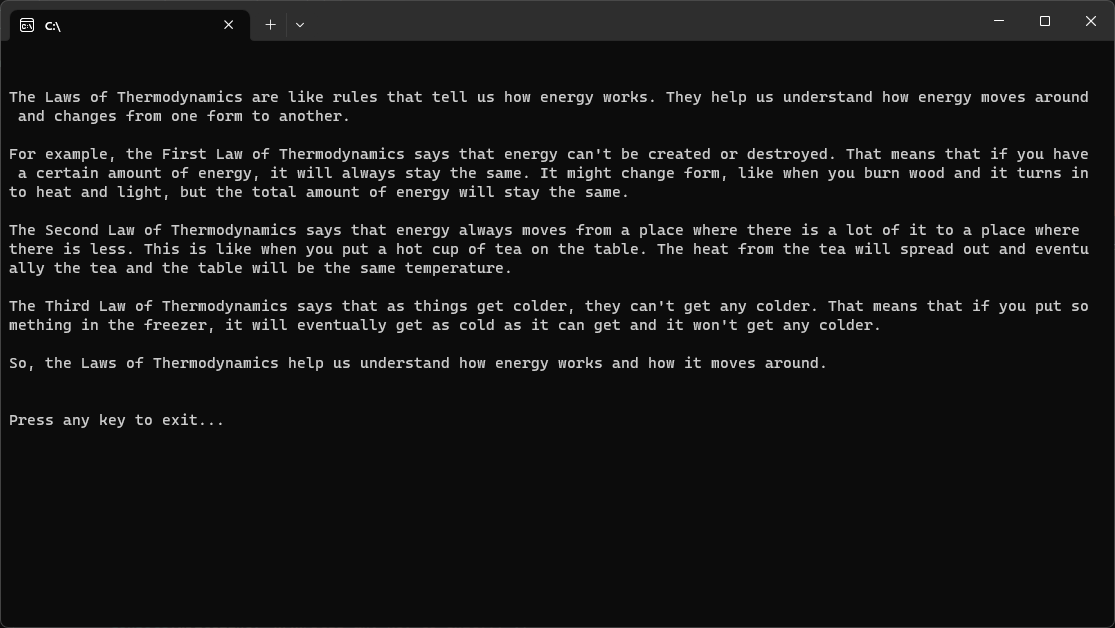 C:\
The Laws of Thermodynamics are like rules that tell us how energy works. They help us understand how energy moves around
 and changes from one form to another.
For example, the First Law of Thermodynamics says that energy can't be created or destroyed. That means that if you have
 a certain amount of energy, it will always stay the same. It might change form, like when you burn wood and it turns in
to heat and light, but the total amount of energy will stay the same.
The Second Law of Thermodynamics says that energy always moves from a place where there is a lot of it to a place where
there is less. This is like when you put a hot cup of tea on the table. The heat from the tea will spread out and eventu
ally the tea and the table will be the same temperature.
The Third Law of Thermodynamics says that as things get colder, they can't get any colder. That means that if you put so
mething in the freezer, it will eventually get as cold as it can get and it won't get any colder.
So, the Laws of Thermodynamics help us understand how energy works and how it moves around.
Press any key to exit...